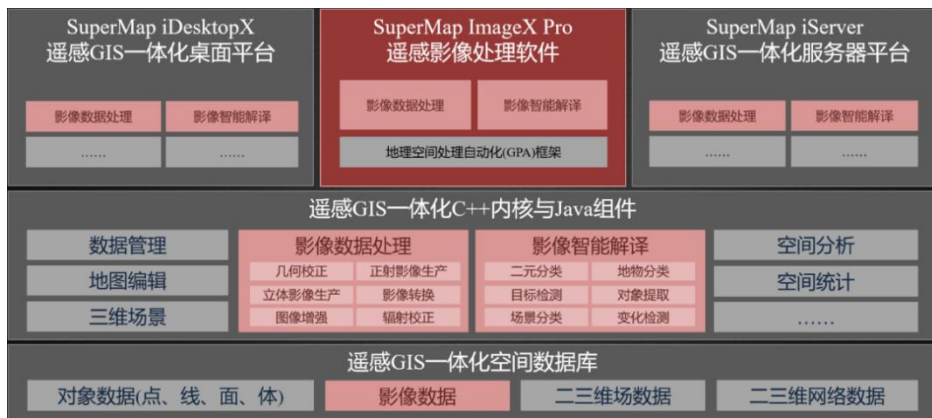 SuperMap iDesktopX
遥感GIS一体化桌面平台
影像数据处理
影像智能解译
……
……
SuperMap ImageX Pro
遥感影像处理软件
影像数据处理
影像智能解译
地理空间处理自动化(GPA)框架
SuperMap iServer
遥感GIS一体化服务器平台
影像数据处理
影像智能解译
……
……
遥感GIS一体化C++内核与Java组件
数据管理
地图编辑
三维场景
影像数据处理
几何校正
正射影像生产
立体影像生产
影像转换
图像增强
辐射校正
影像智能解译
二元分类
地物分类
目标检测
对象提取
场景分类
变化检测
空间分析
空间统计
……
遥感GIS一体化空间数据库
对象数据(点、线、面、体)
影像数据
二三维场数据
二三维网络数据